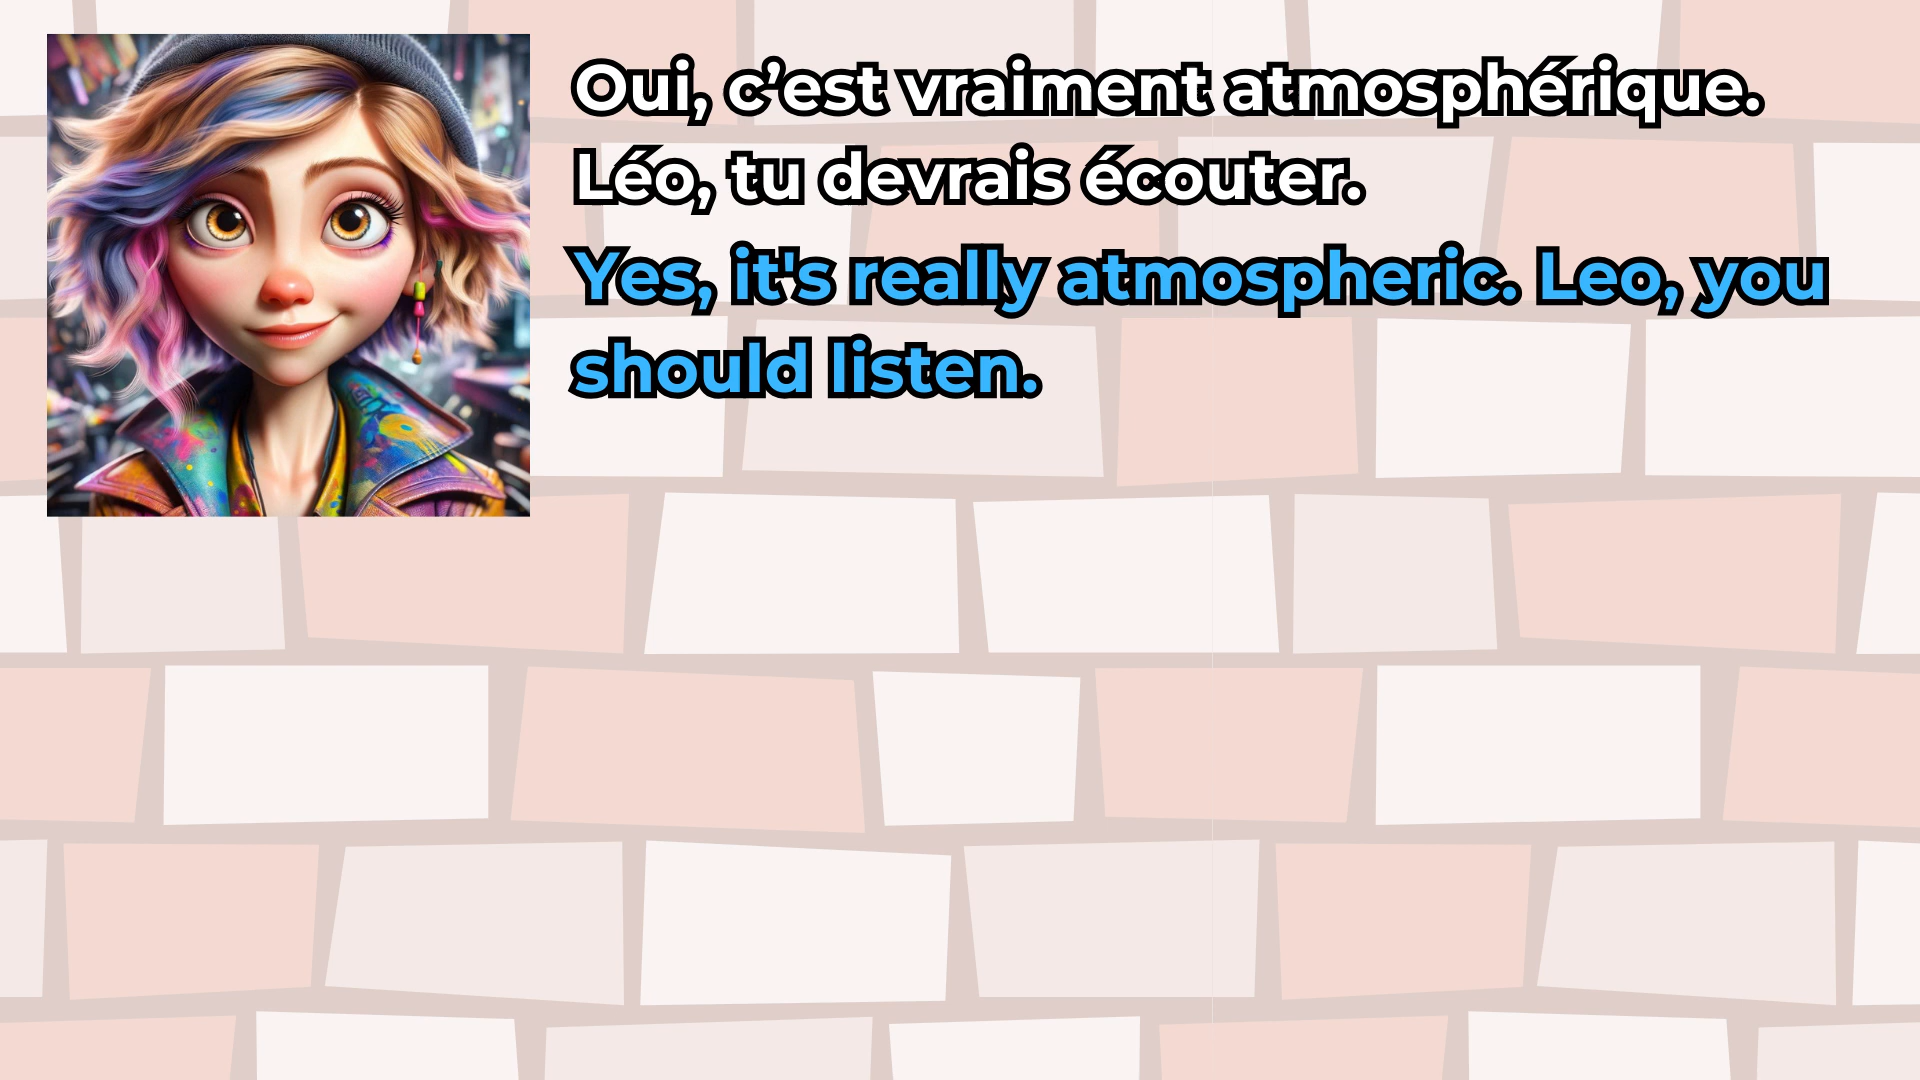 Oui, c’est vraiment atmosphérique.
Léo, tu devrais écouter.
Yes, it's really atmospheric. Leo, you
should listen.